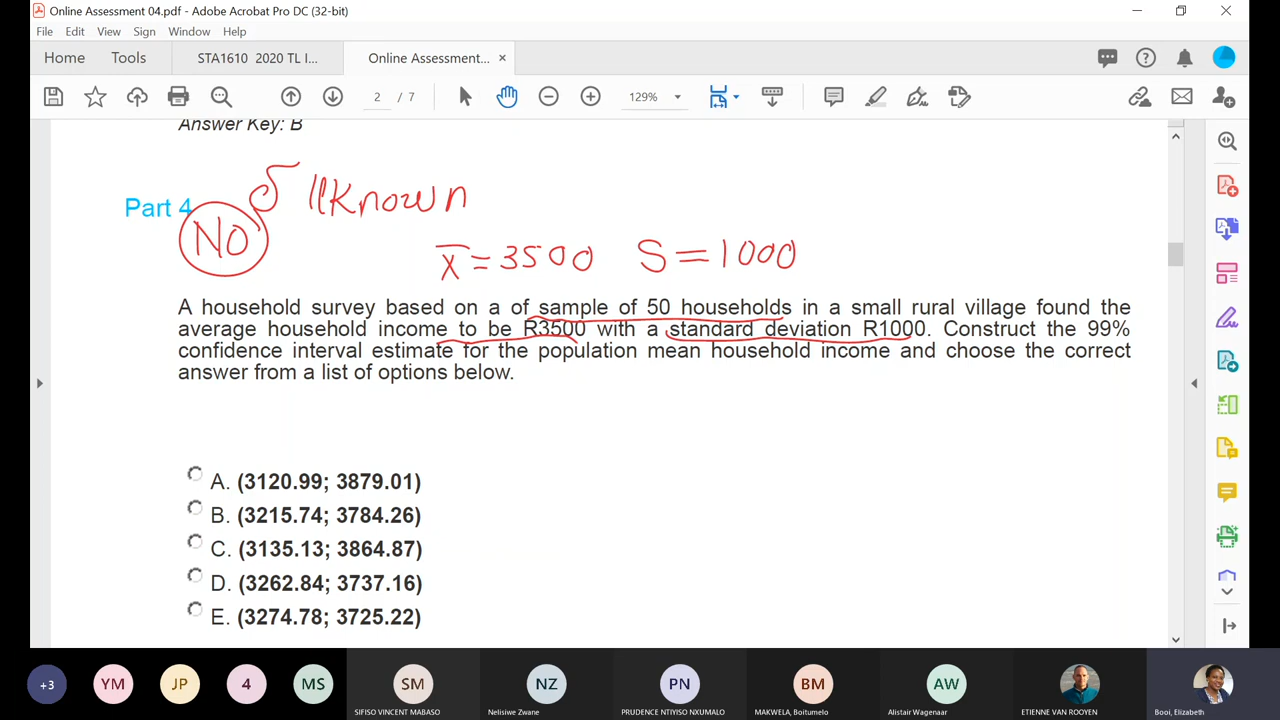 Online Assessment 04.pdf - Adobe Acrobat Pro DC (32-bit)
File Edit View Sign Window Help
Home Tools STA1610 2020 TL I... Online Assessment... ×
2 / 7 129%
Answer Key: B
σ UKnown
Part 4
NO
x̄ = 3500 S = 1000
A household survey based on a of sample of 50 households in a small rural village found the
average household income to be R3500 with a standard deviation R1000. Construct the 99%
confidence interval estimate for the population mean household income and choose the correct
answer from a list of options below.
A. (3120.99; 3879.01)
B. (3215.74; 3784.26)
C. (3135.13; 3864.87)
D. (3262.84; 3737.16)
E. (3274.78; 3725.22)
+3 YM JP 4 MS SM NZ PN BM AW
SIFISO VINCENT MABASO Nelisiwe Zwane PRUDENCE NTIYISO NXUMALO MAKWELA, Boitumelo Alistair Wagenaar ETIENNE VAN ROOYEN Booi, Elizabeth